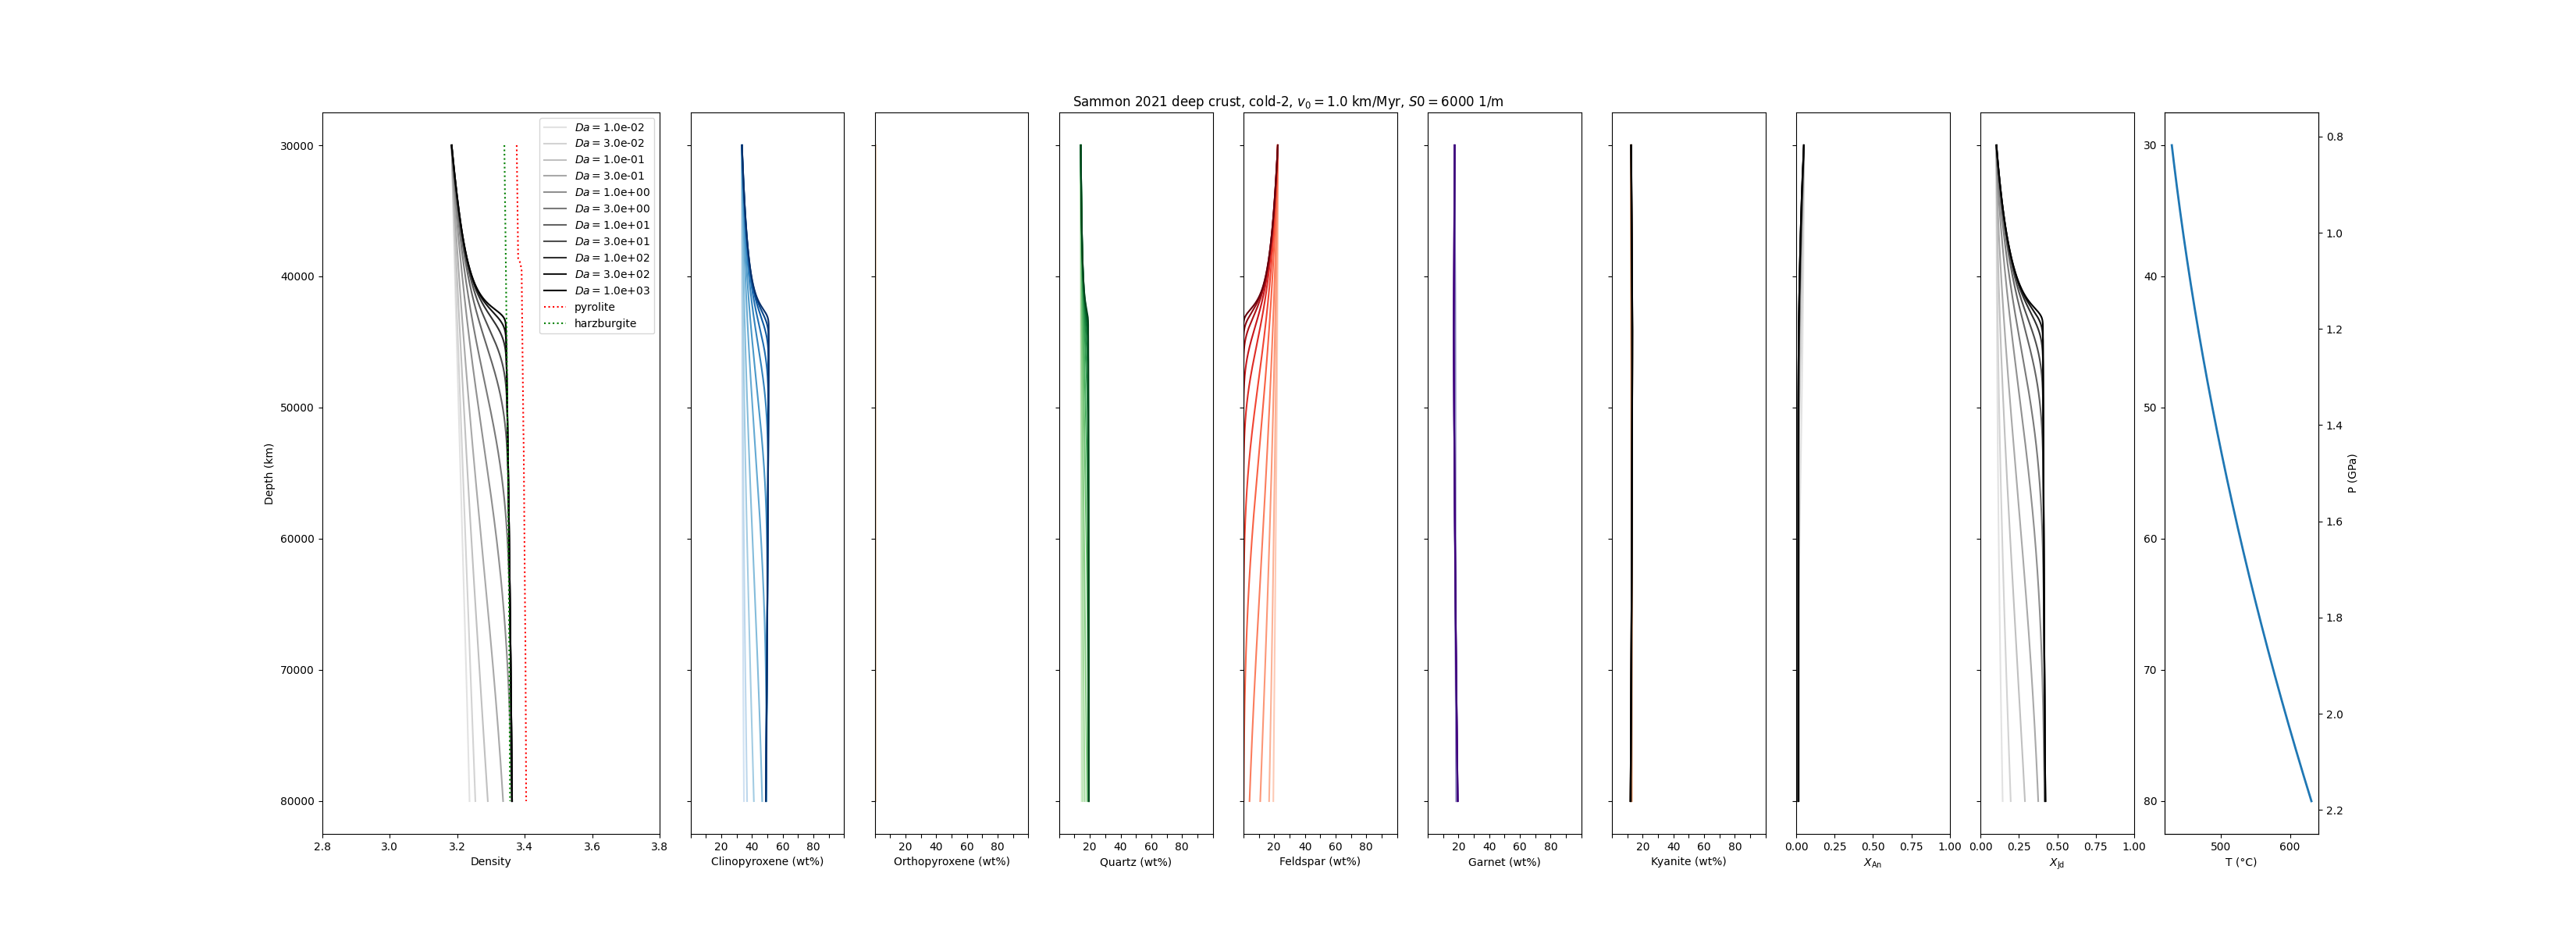 Sammon 2021 deep crust, cold-2, v₀ = 1.0 km/Myr, S0 = 6000 1/m
Da = 1.0e-02
Da = 3.0e-02
Da = 1.0e-01
Da = 3.0e-01
Da = 1.0e+00
Da = 3.0e+00
Da = 1.0e+01
Da = 3.0e+01
Da = 1.0e+02
Da = 3.0e+02
Da = 1.0e+03
pyrolite
harzburgite
Depth (km)
30000
40000
50000
60000
70000
80000
2.8 3.0 3.2 3.4 3.6 3.8
Density
20 40 60 80
Clinopyroxene (wt%)
20 40 60 80
Orthopyroxene (wt%)
20 40 60 80
Quartz (wt%)
20 40 60 80
Feldspar (wt%)
20 40 60 80
Garnet (wt%)
20 40 60 80
Kyanite (wt%)
0.00 0.25 0.50 0.75 1.00
X_An
0.00 0.25 0.50 0.75 1.00
X_Jd
30
40
50
60
70
80
500 600
T (°C)
0.8
1.0
1.2
1.4
1.6
1.8
2.0
2.2
P (GPa)